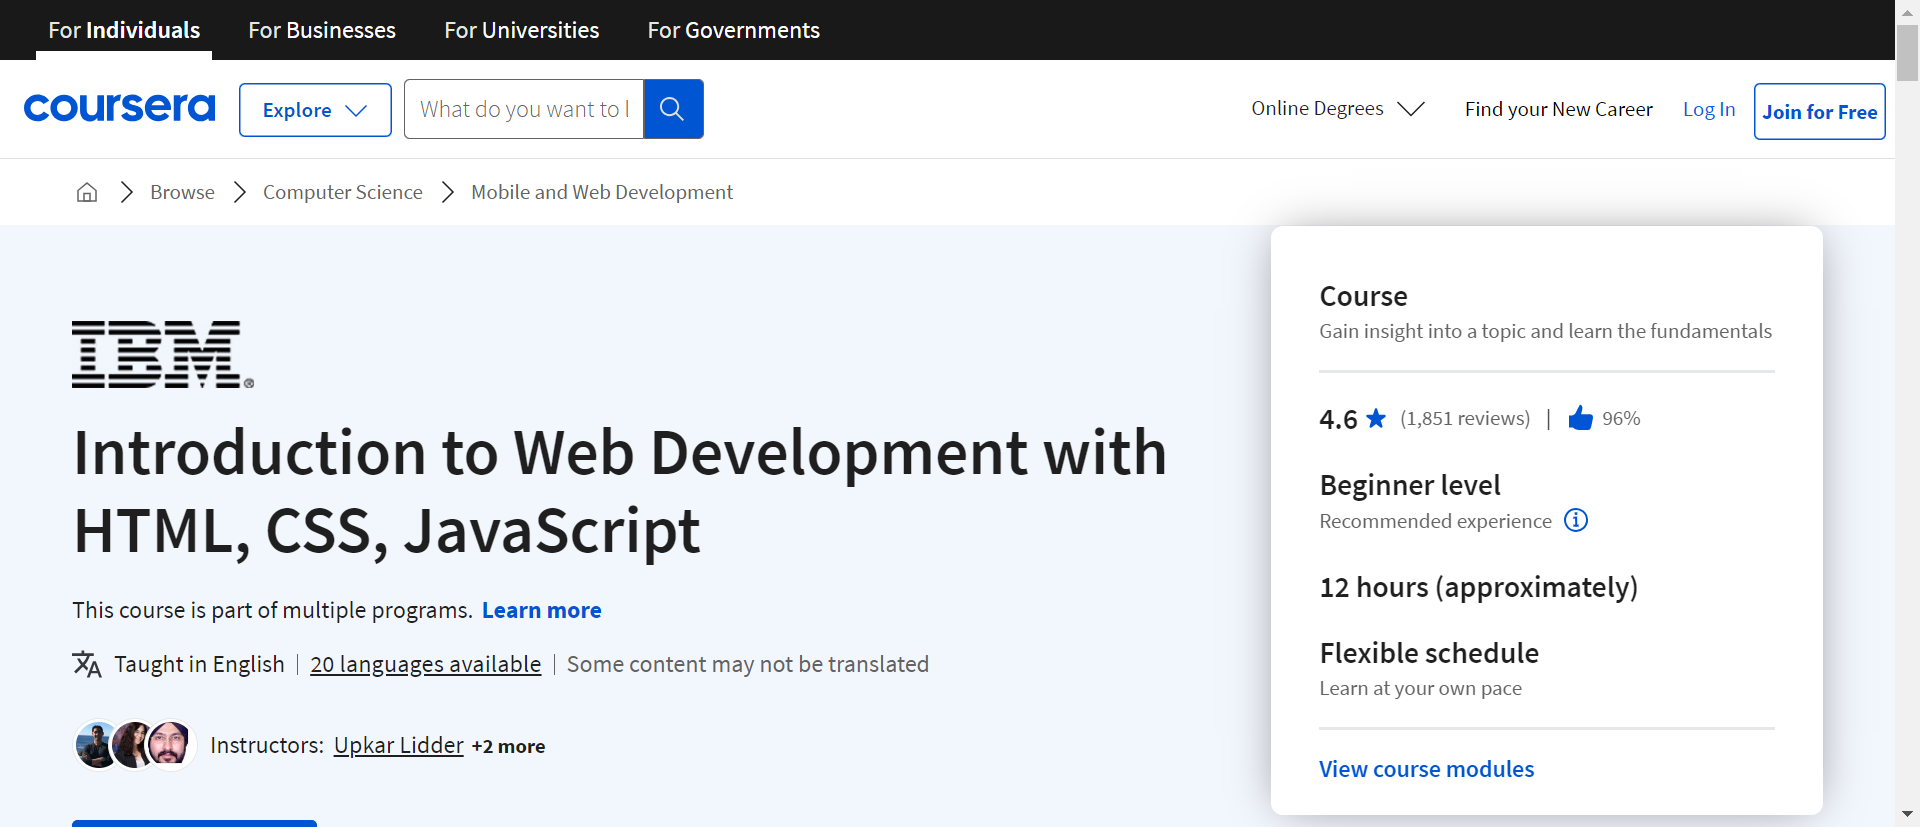 For Individuals
For Businesses
For Universities
For Governments
coursera
Explore
What do you want to l
Online Degrees
Find your New Career
Log In
Join for Free
Browse
Computer Science
Mobile and Web Development
IBM®
Introduction to Web Development with
HTML, CSS, JavaScript
This course is part of multiple programs. Learn more
Taught in English | 20 languages available | Some content may not be translated
Instructors: Upkar Lidder +2 more
Course
Gain insight into a topic and learn the fundamentals
4.6 (1,851 reviews) | 96%
Beginner level
Recommended experience
12 hours (approximately)
Flexible schedule
Learn at your own pace
View course modules